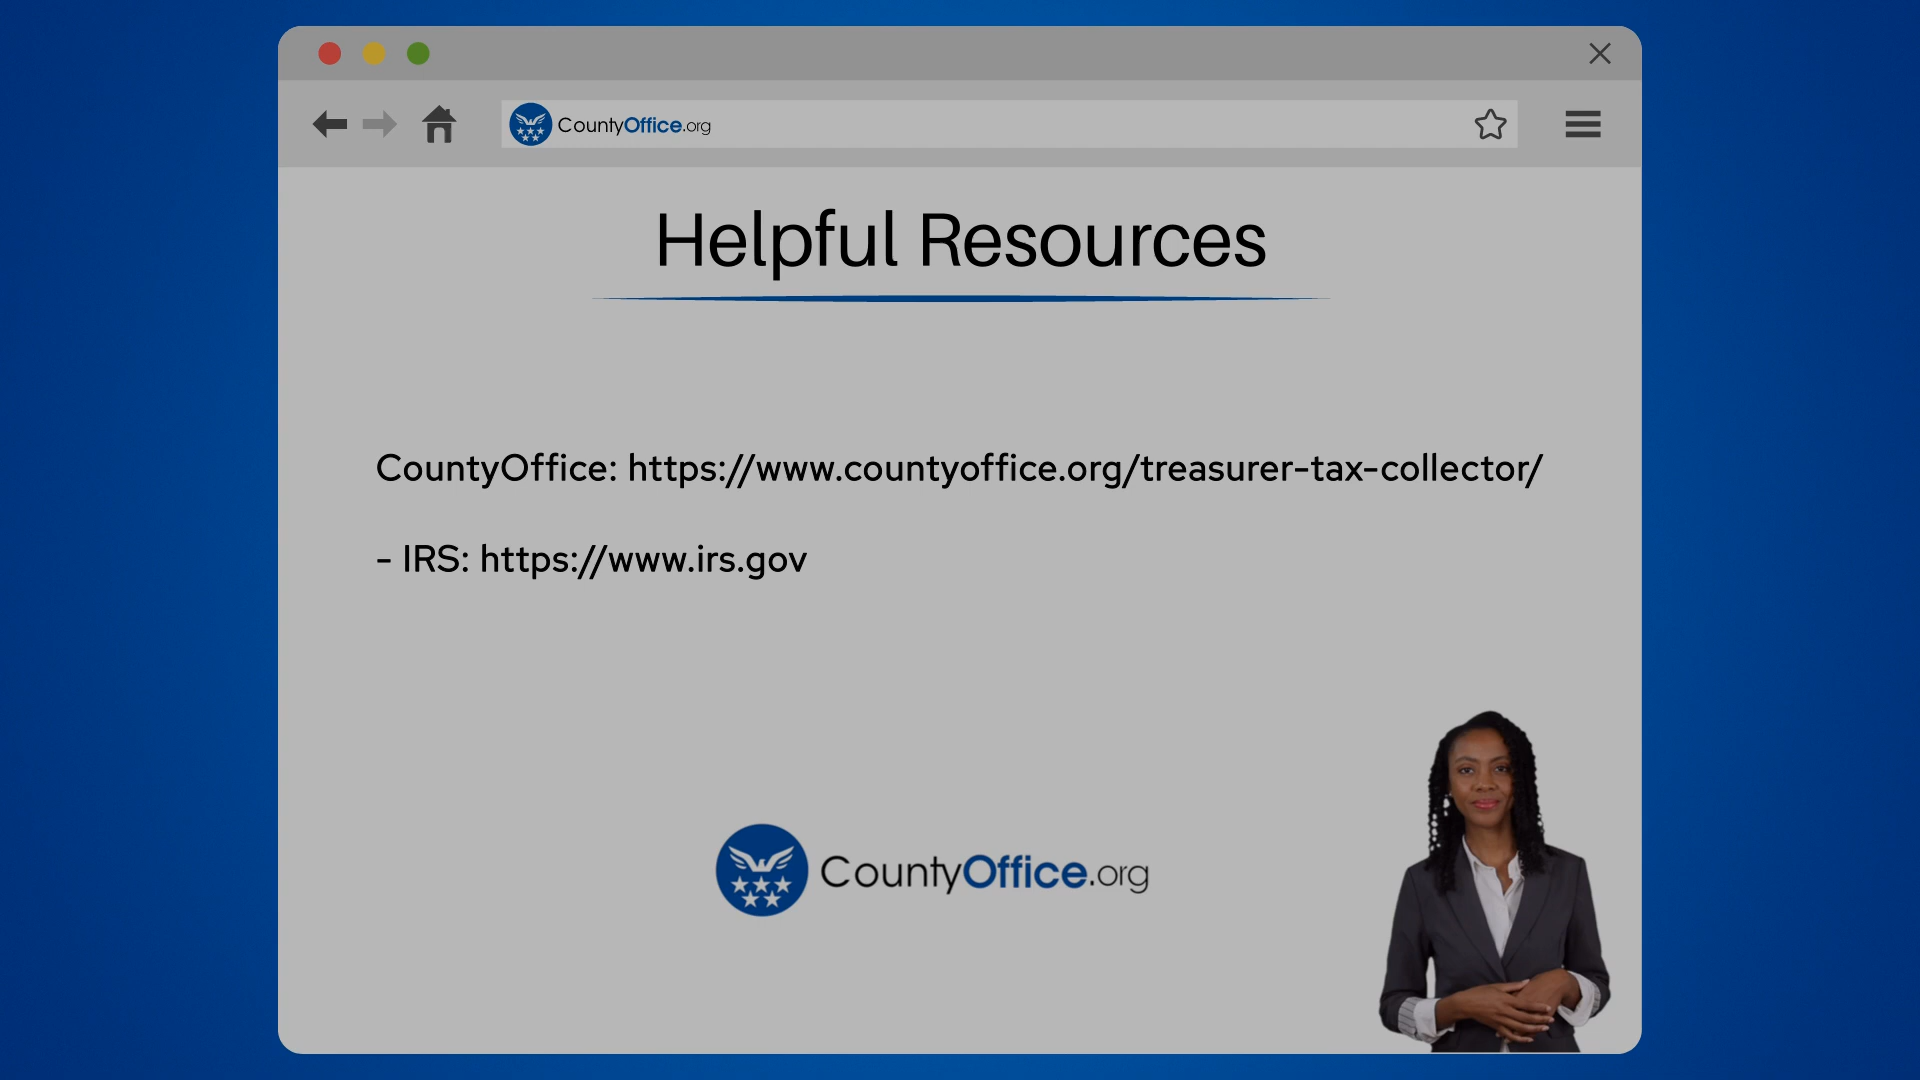 CountyOffice.org
Helpful Resources
CountyOffice: https://www.countyoffice.org/treasurer-tax-collector/
- IRS: https://www.irs.gov
CountyOffice.org